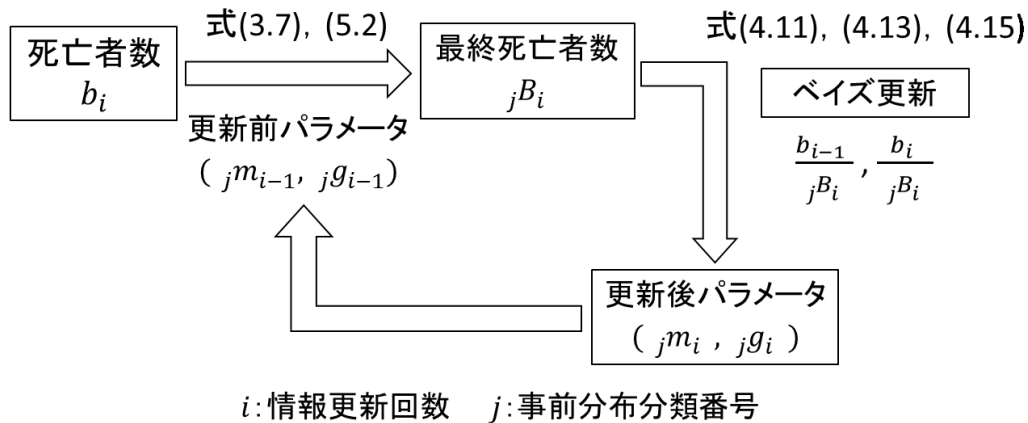 式(3.7), (5.2)
死亡者数
b_i
更新前パラメータ
( _jm_{i−1}, _jg_{i−1})
最終死亡者数
_jB_i
式(4.11), (4.13), (4.15)
ベイズ更新
b_{i−1}/_jB_i , b_i/_jB_i
更新後パラメータ
( _jm_i , _jg_i )
i:情報更新回数 j:事前分布分類番号